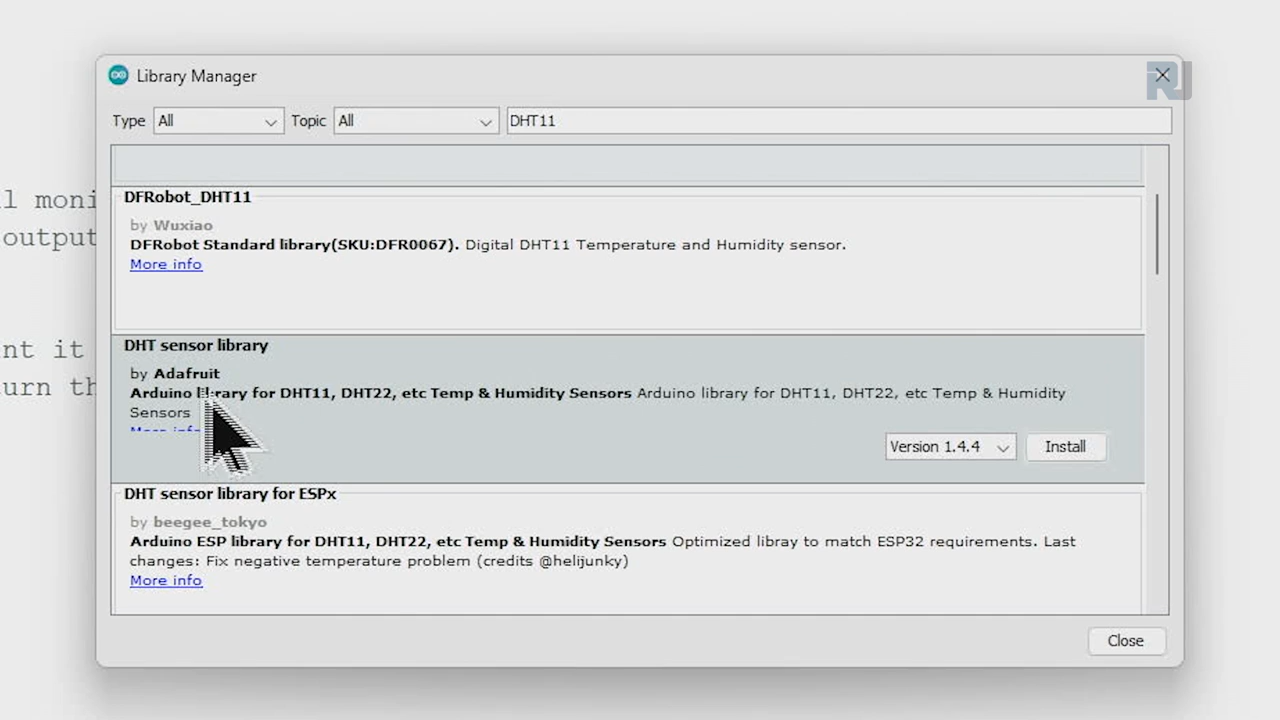 Library Manager
RJ
Type All Topic All DHT11
DFRobot_DHT11
by Wuxiao
DFRobot Standard library(SKU:DFR0067). Digital DHT11 Temperature and Humidity sensor.
More info
DHT sensor library
by Adafruit
Arduino library for DHT11, DHT22, etc Temp & Humidity Sensors Arduino library for DHT11, DHT22, etc Temp & Humidity
Sensors
More info
Version 1.4.4 Install
DHT sensor library for ESPx
by beegee_tokyo
Arduino ESP library for DHT11, DHT22, etc Temp & Humidity Sensors Optimized libray to match ESP32 requirements. Last
changes: Fix negative temperature problem (credits @helijunky)
More info
Close
l moni
output
nt it
urn th